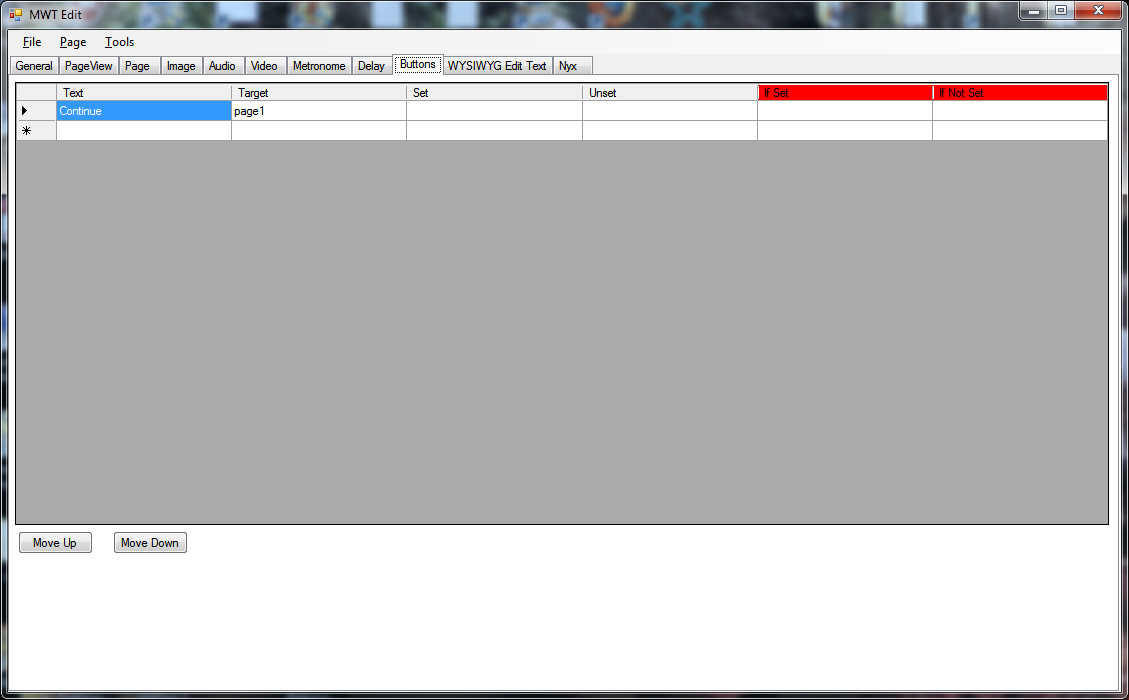 MWT Edit
File Page Tools
General PageView Page Image Audio Video Metronome Delay Buttons WYSIWYG Edit Text Nyx
Text Target Set Unset If Set If Not Set
Continue page1
Move Up Move Down